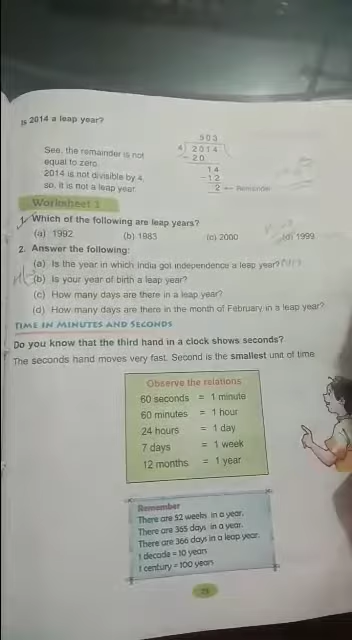 Is 2014 a leap year?
503
4 2014
- 20
14
- 12
2 ← Remainder
See, the remainder is not
equal to zero.
2014 is not divisible by 4,
so, it is not a leap year.
Worksheet 1
1. Which of the following are leap years?
(a) 1992 (b) 1983 (c) 2000 (d) 1999
2. Answer the following:
(a) Is the year in which India got independence a leap year?
(b) Is your year of birth a leap year?
(c) How many days are there in a leap year?
(d) How many days are there in the month of February in a leap year?
TIME IN MINUTES AND SECONDS
Do you know that the third hand in a clock shows seconds?
The seconds hand moves very fast. Second is the smallest unit of time
Observe the relations
60 seconds = 1 minute
60 minutes = 1 hour
24 hours = 1 day
7 days = 1 week
12 months = 1 year
Remember
There are 52 weeks in a year.
There are 365 days in a year.
There are 366 days in a leap year.
1 decade = 10 years
1 century = 100 years